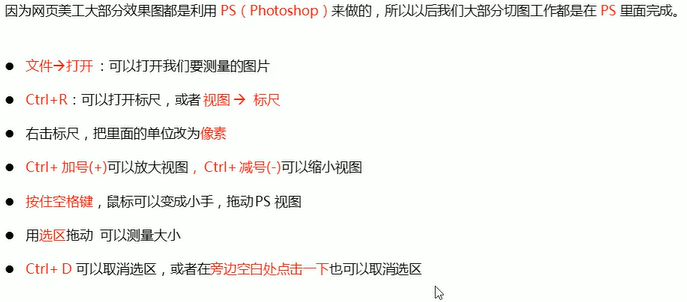 因为网页美工大部分效果图都是利用 PS（Photoshop）来做的，所以以后我们大部分切图工作都是在 PS 里面完成。
● 文件→打开 ：可以打开我们要测量的图片
● Ctrl+R：可以打开标尺，或者 视图 → 标尺
● 右击标尺，把里面的单位改为像素
● Ctrl+ 加号(+)可以放大视图 ，Ctrl+ 减号(-)可以缩小视图
● 按住空格键，鼠标可以变成小手，拖动 PS 视图
● 用选区拖动 可以测量大小
● Ctrl+ D 可以取消选区，或者在旁边空白处点击一下也可以取消选区